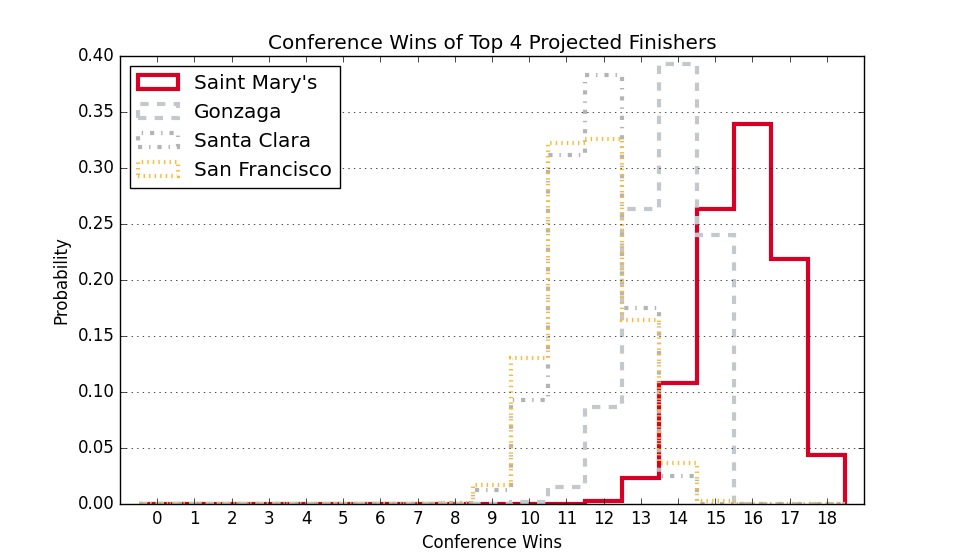 Conference Wins of Top 4 Projected Finishers
0.40
0.35
0.30
0.25
0.20
0.15
0.10
0.05
0.00
Probability
Saint Mary's
Gonzaga
Santa Clara
San Francisco
0 1 2 3 4 5 6 7 8 9 10 11 12 13 14 15 16 17 18
Conference Wins